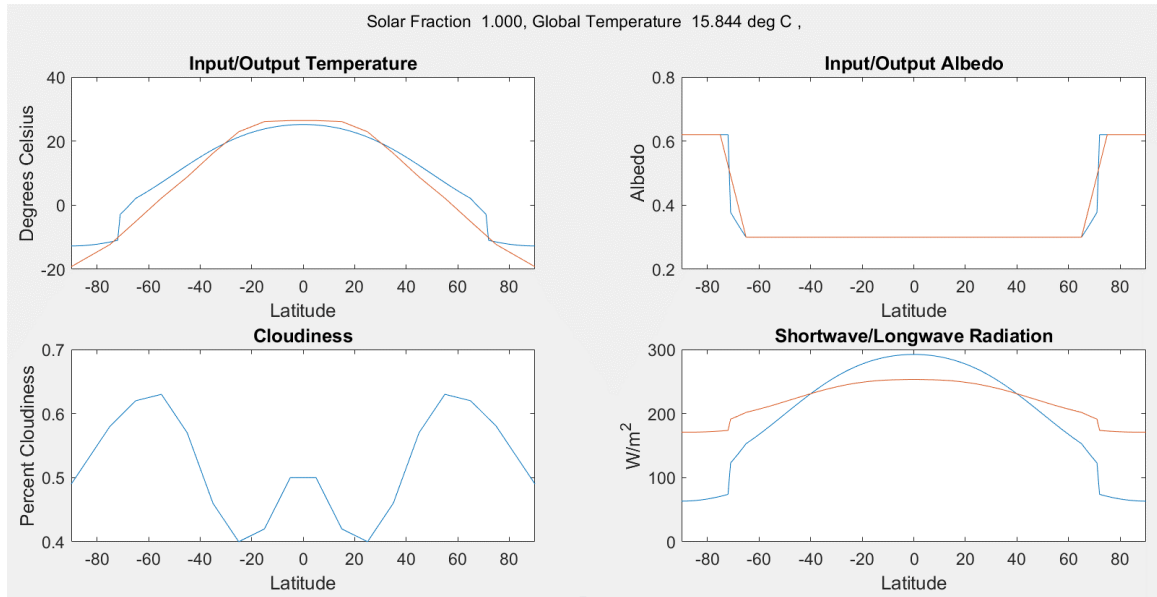 Solar Fraction  1.000, Global Temperature  15.844 deg C ,
Input/Output Temperature
40
20
0
-20
Degrees Celsius
-80 -60 -40 -20 0 20 40 60 80
Latitude
Input/Output Albedo
0.8
0.6
0.4
0.2
Albedo
-80 -60 -40 -20 0 20 40 60 80
Latitude
Cloudiness
0.7
0.6
0.5
0.4
Percent Cloudiness
-80 -60 -40 -20 0 20 40 60 80
Latitude
Shortwave/Longwave Radiation
300
200
100
0
W/m²
-80 -60 -40 -20 0 20 40 60 80
Latitude